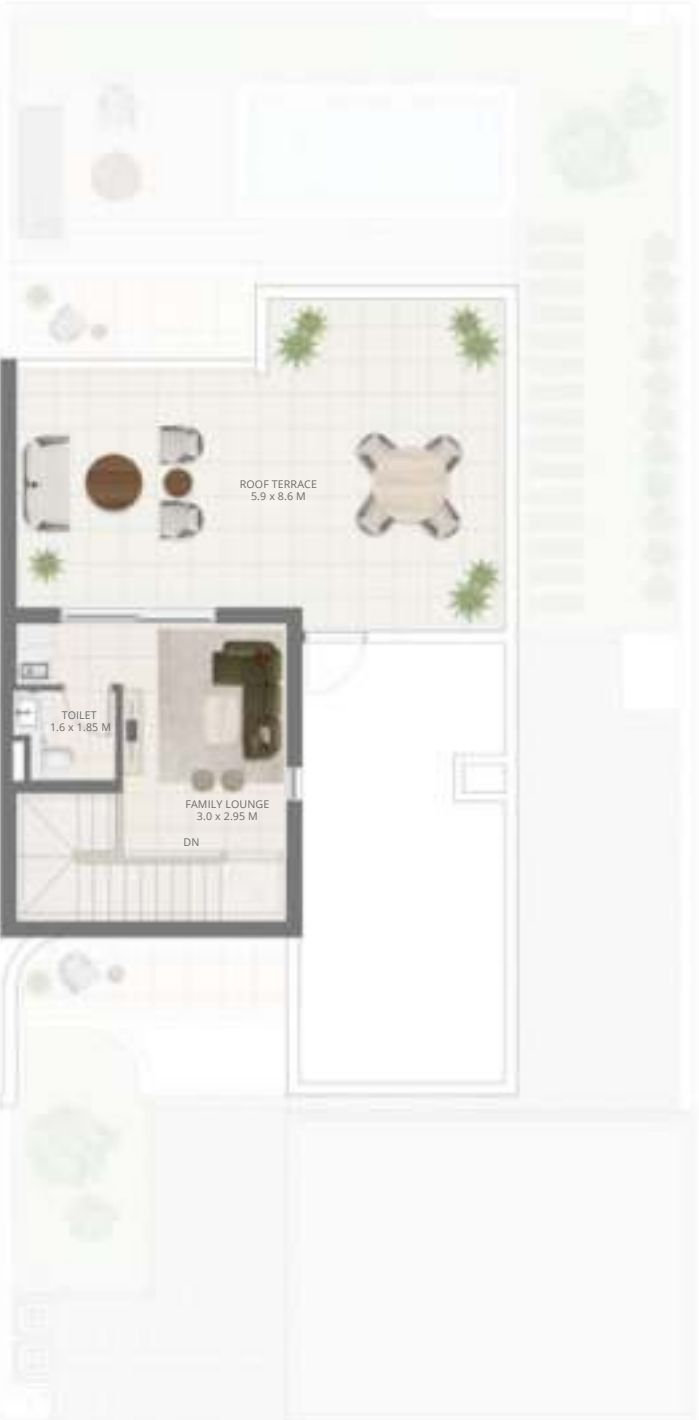 ROOF TERRACE
5.9 x 8.6 M
TOILET
1.6 x 1.85 M
FAMILY LOUNGE
3.0 x 2.95 M
DN